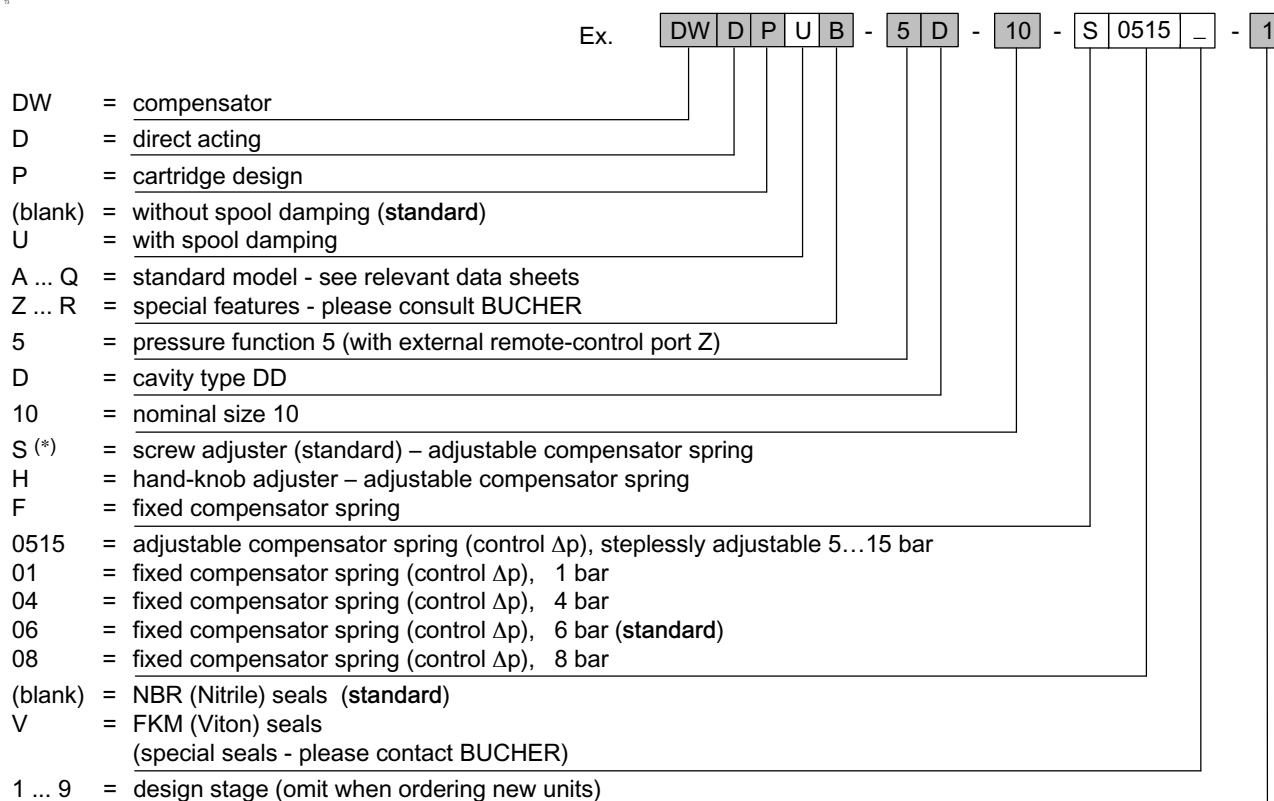 Ex. DW D P U B - 5 D - 10 - S 0515 _ - 1
DW = compensator
D = direct acting
P = cartridge design
(blank) = without spool damping (standard)
U = with spool damping
A ... Q = standard model - see relevant data sheets
Z ... R = special features - please consult BUCHER
5 = pressure function 5 (with external remote-control port Z)
D = cavity type DD
10 = nominal size 10
S (*) = screw adjuster (standard) – adjustable compensator spring
H = hand-knob adjuster – adjustable compensator spring
F = fixed compensator spring
0515 = adjustable compensator spring (control Δp), steplessly adjustable 5…15 bar
01 = fixed compensator spring (control Δp), 1 bar
04 = fixed compensator spring (control Δp), 4 bar
06 = fixed compensator spring (control Δp), 6 bar (standard)
08 = fixed compensator spring (control Δp), 8 bar
(blank) = NBR (Nitrile) seals (standard)
V = FKM (Viton) seals
(special seals - please contact BUCHER)
1 ... 9 = design stage (omit when ordering new units)